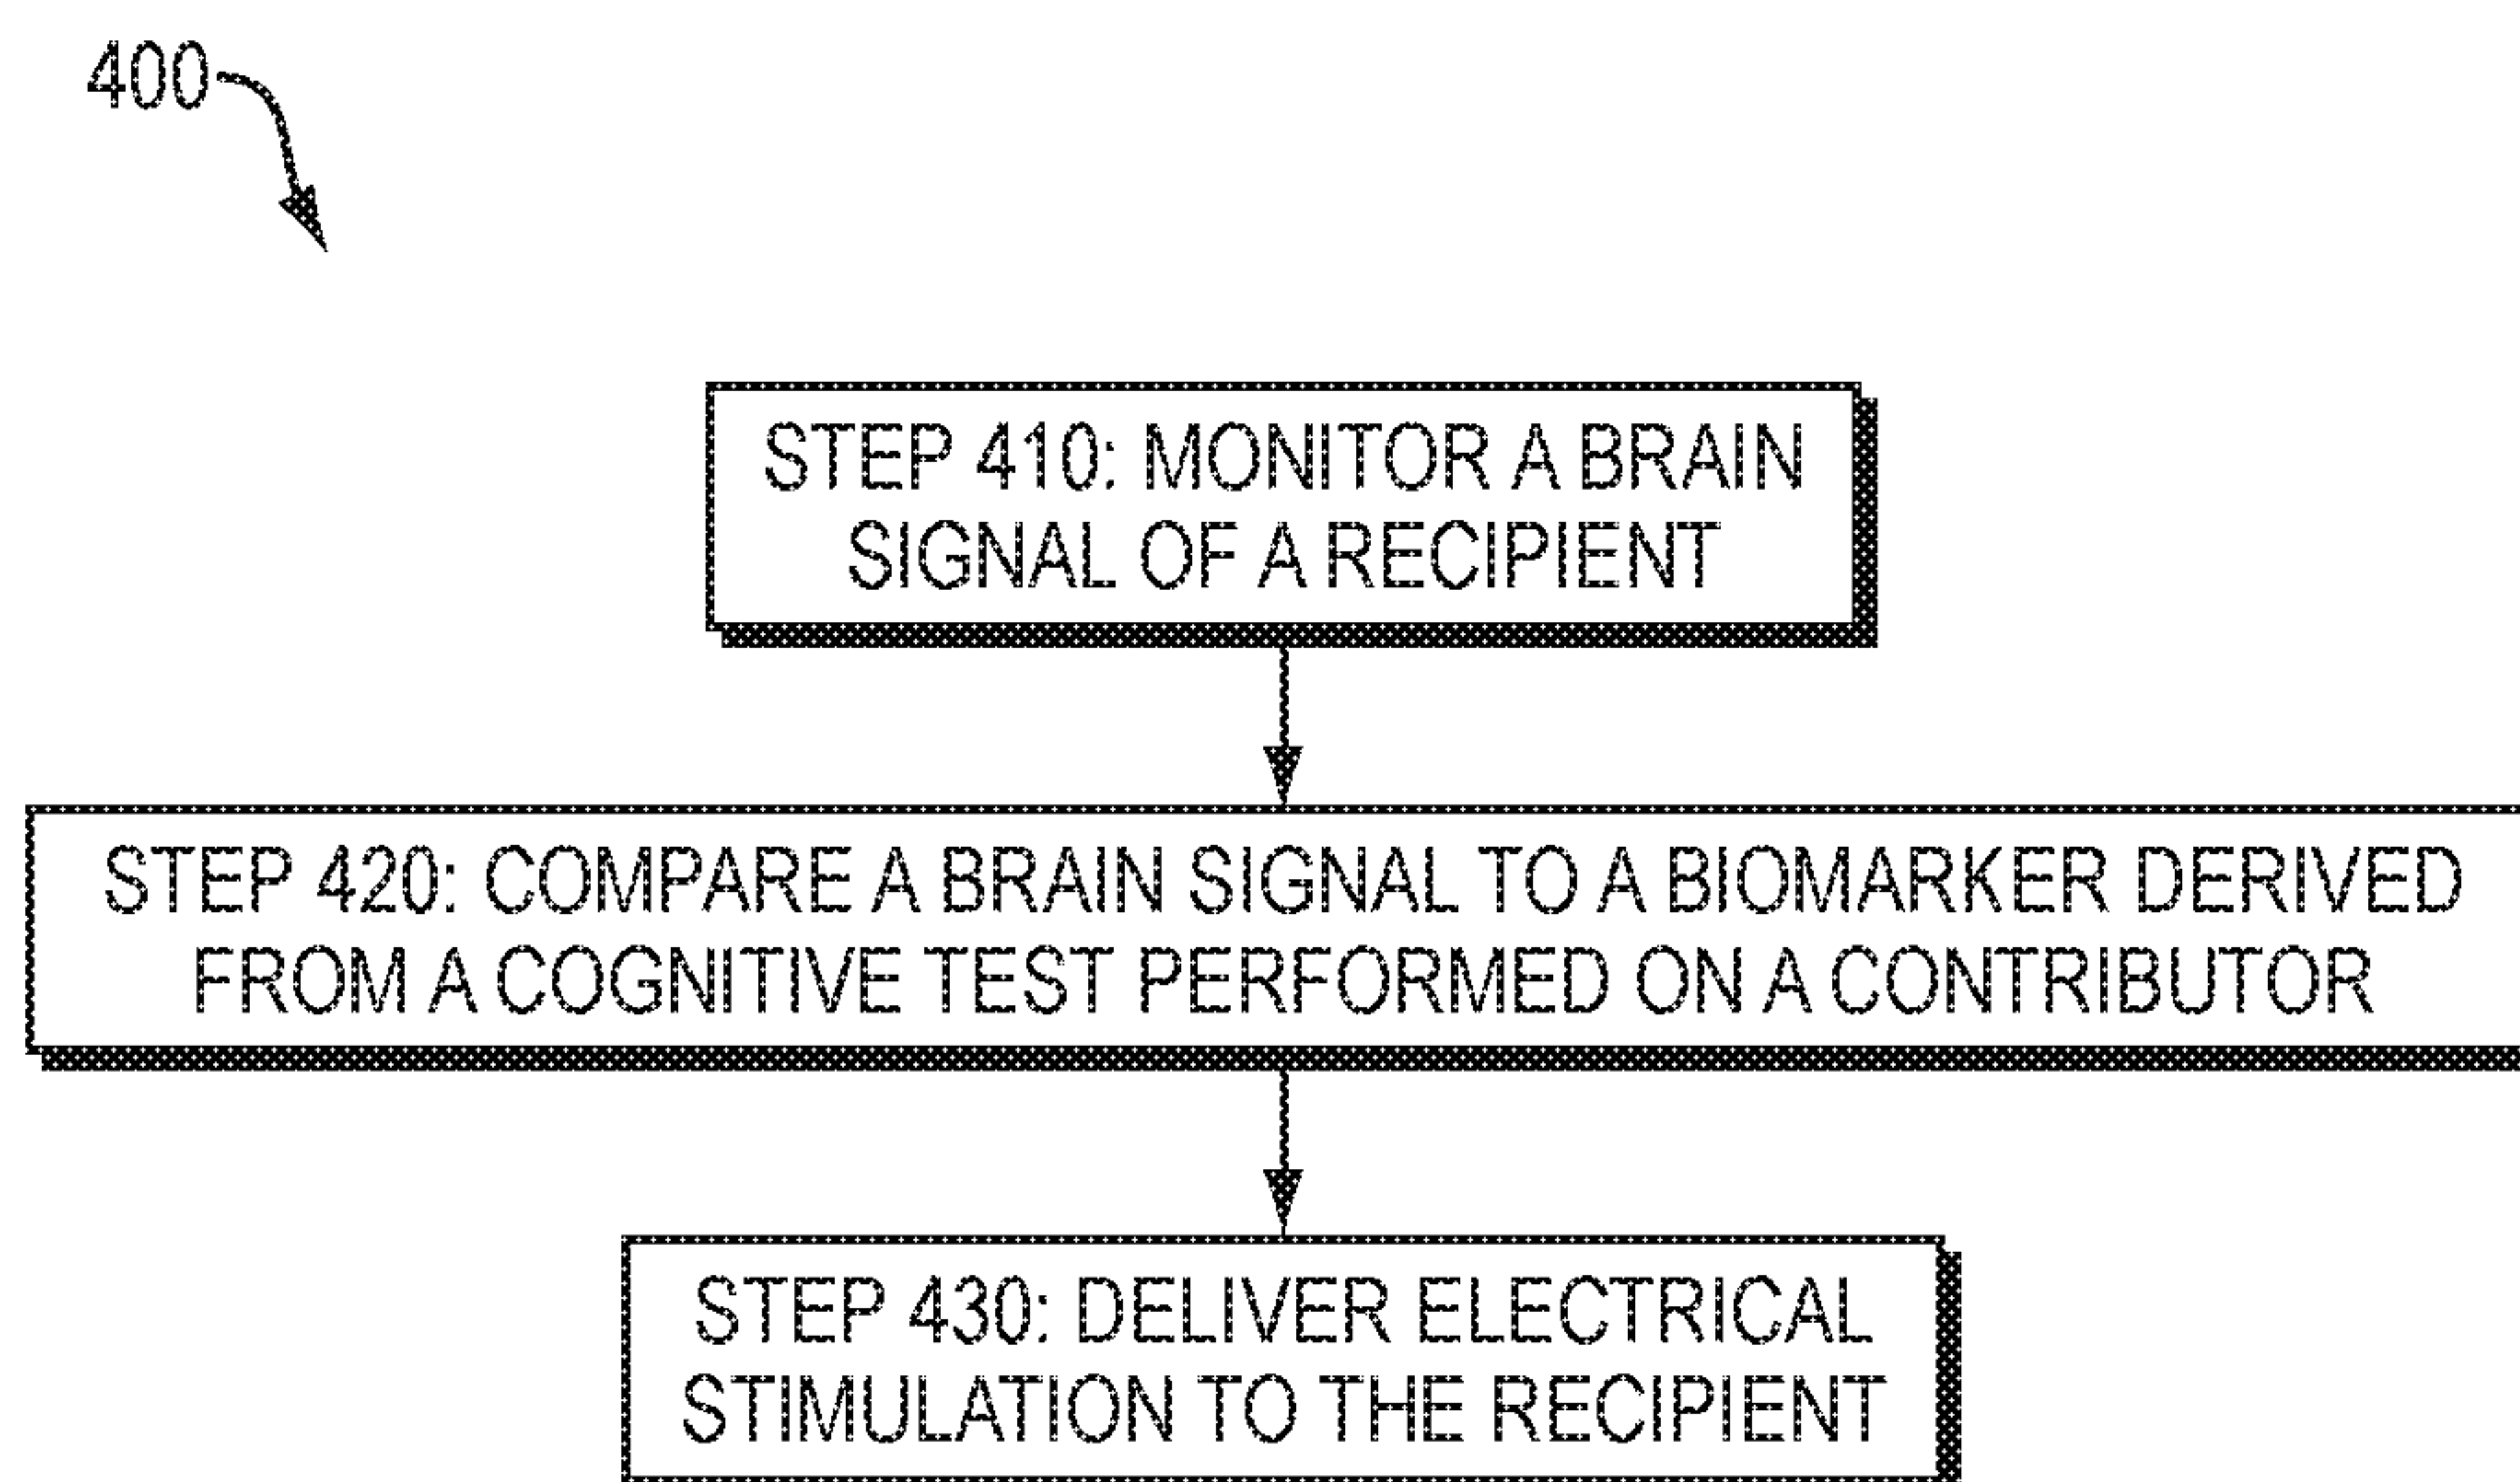 400
STEP 410: MONITOR A BRAIN
SIGNAL OF A RECIPIENT
STEP 420: COMPARE A BRAIN SIGNAL TO A BIOMARKER DERIVED
FROM A COGNITIVE TEST PERFORMED ON A CONTRIBUTOR
STEP 430: DELIVER ELECTRICAL
STIMULATION TO THE RECIPIENT